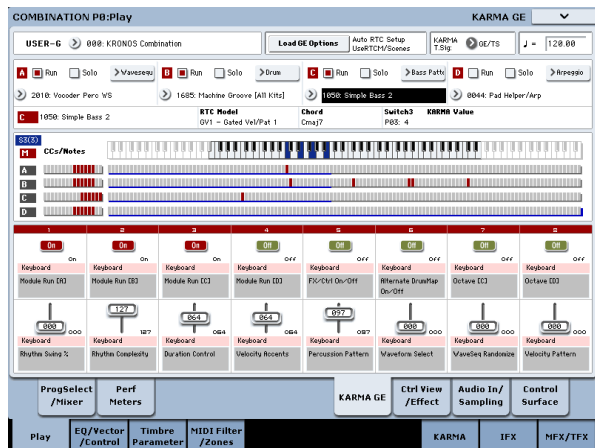 COMBINATION P0:Play KARMA GE
USER-G 000: KRONOS Combination Load GE Options Auto RTC Setup UseRTCM/Scenes KARMA T.Sig: GE/TS ♩ = 120.00
A Run Solo Wavesequ B Run Solo Drum C Run Solo Bass Patte D Run Solo Arpeggio
2010: Vocoder Perc WS 1685: Machine Groove [All Kits] 1050: Simple Bass 2 0044: Pad Helper/Arp
C 1050: Simple Bass 2 RTC Model GV1 - Gated Vel/Pat 1 Chord Cmaj7 Switch3 P03: 4 KARMA Value
S3(3)
M CCs/Notes
A
B
C
D
1 2 3 4 5 6 7 8
On On On Off Off Off Off Off
On On On Off Off Off Off Off
Keyboard Keyboard Keyboard Keyboard Keyboard Keyboard Keyboard Keyboard
Module Run [A] Module Run [B] Module Run [C] Module Run [D] FX/Ctrl On/Off Alternate DrumMap On/Off Octave [C] Octave [D]
000 127 064 064 097 000 000 000
000 127 064 064 097 000 000 000
Keyboard Keyboard Keyboard Keyboard Keyboard Keyboard Keyboard Keyboard
Rhythm Swing % Rhythm Complexity Duration Control Velocity Accents Percussion Pattern Waveform Select WaveSeq Randomize Velocity Pattern
ProgSelect /Mixer Perf Meters KARMA GE Ctrl View /Effect Audio In/ Sampling Control Surface
Play EQ/Vector /Control Timbre Parameter MIDI Filter /Zones KARMA IFX MFX/TFX